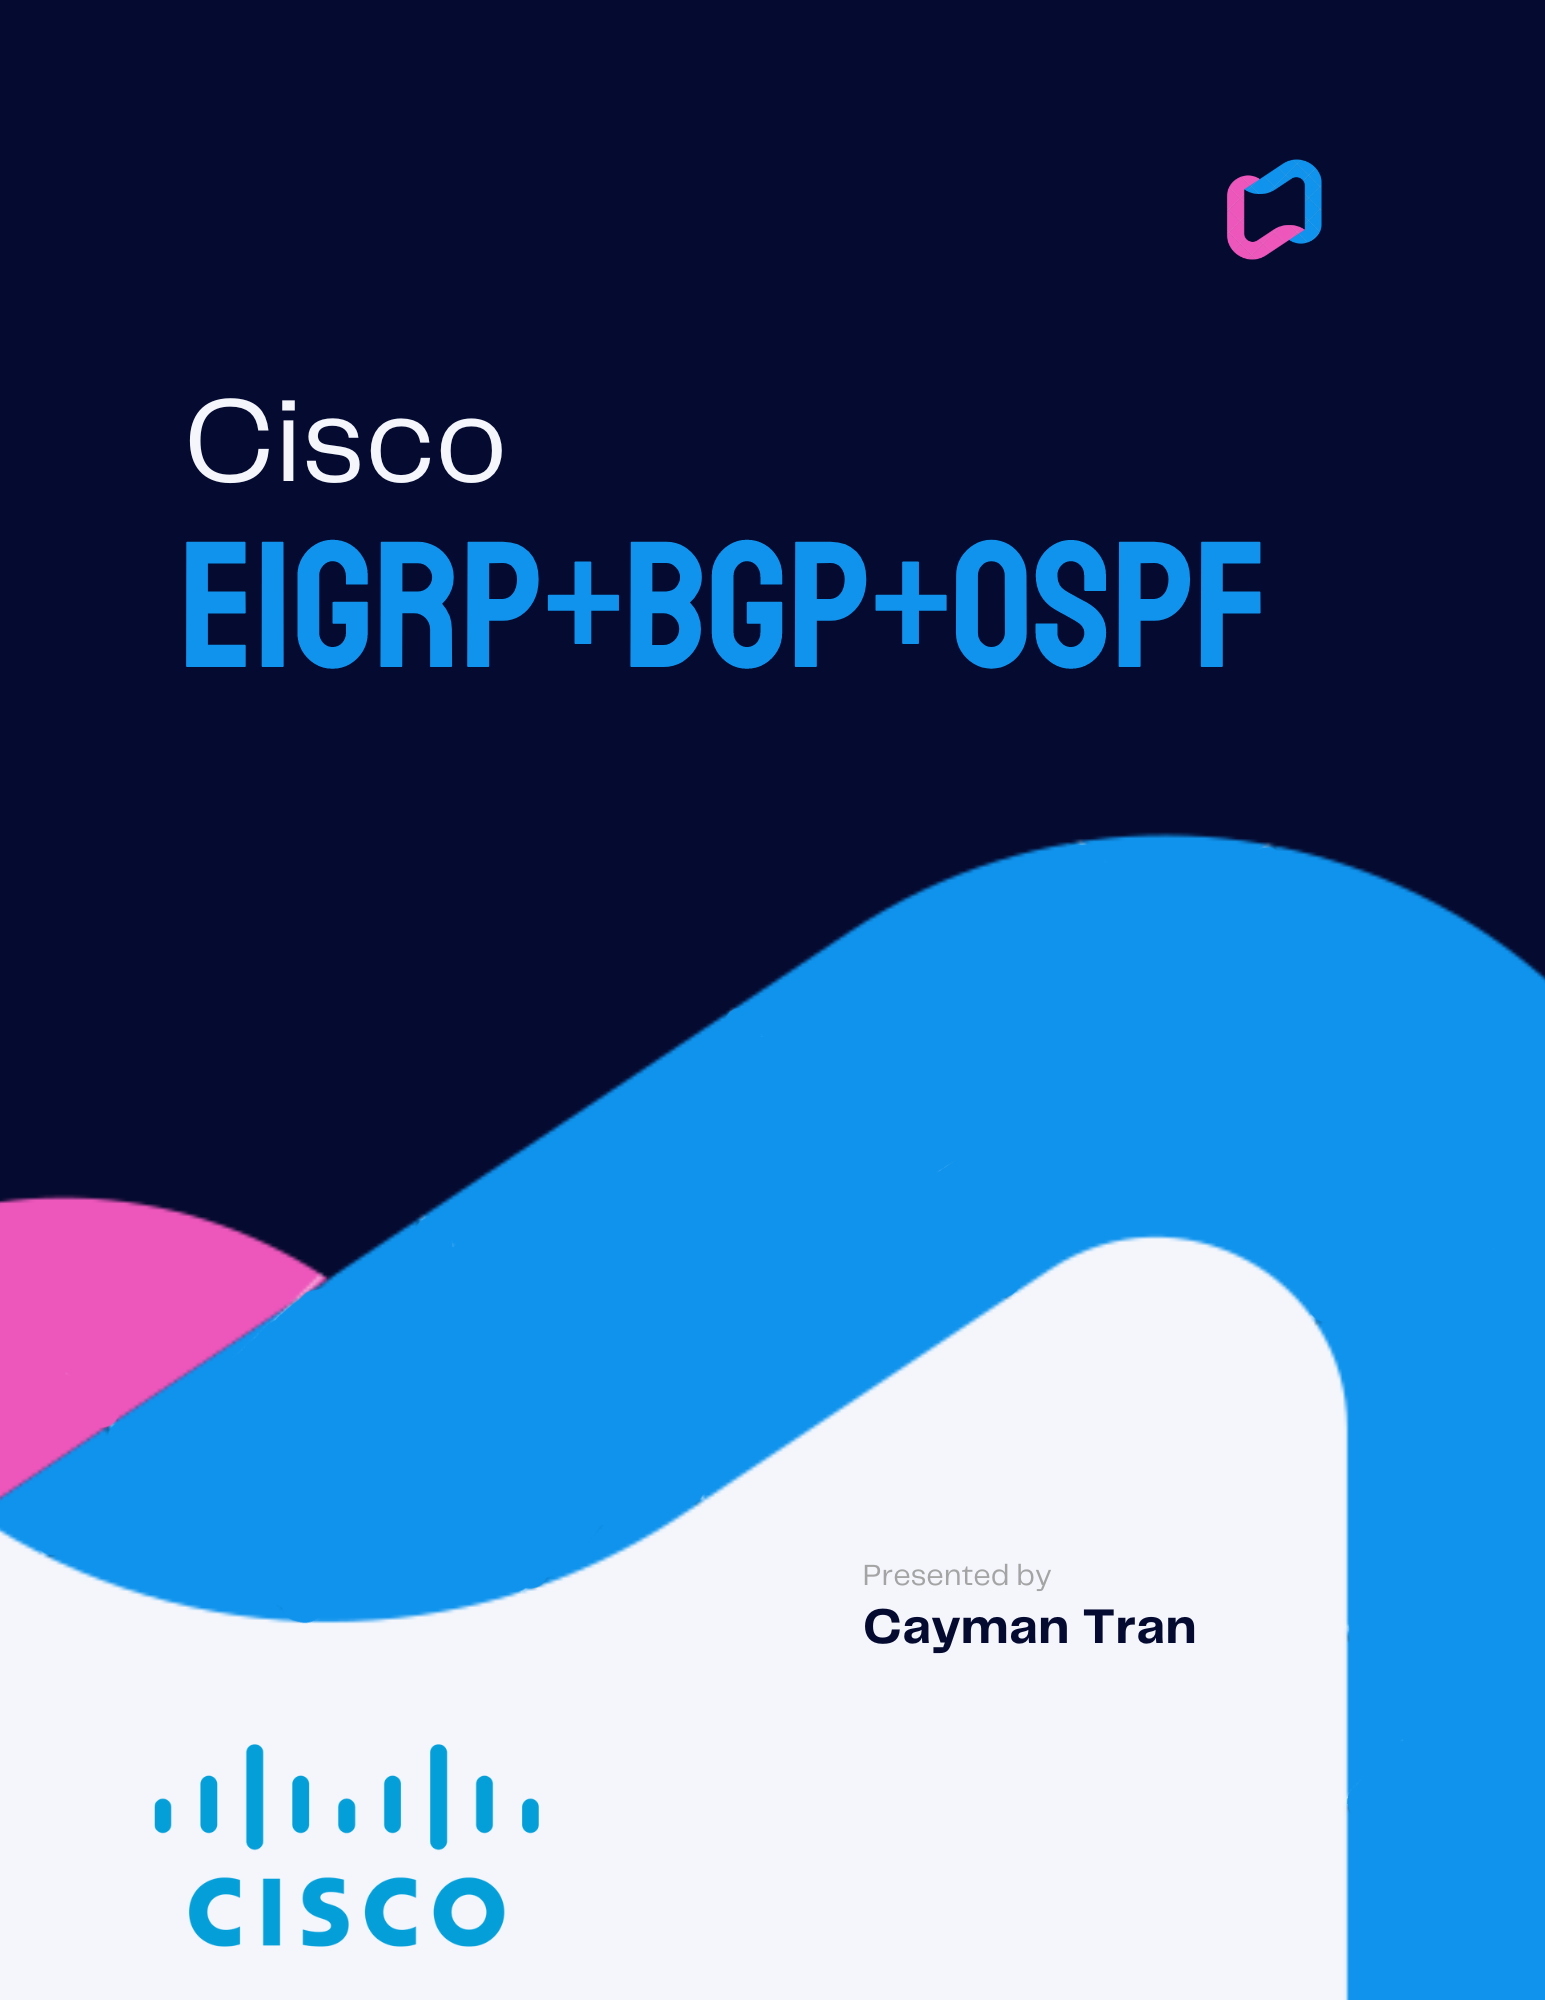 Cisco
EIGRP+BGP+OSPF
Presented by
Cayman Tran
CISCO